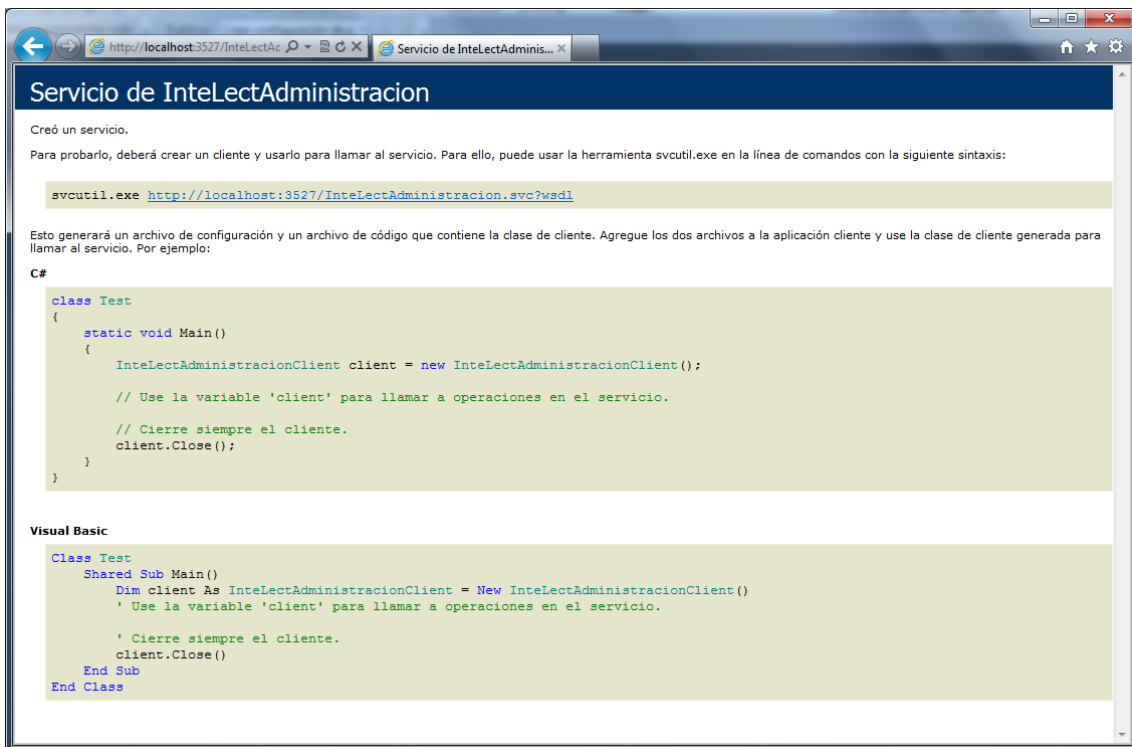 http://localhost:3527/InteLectAc
Servicio de InteLectAdminis...
Servicio de InteLectAdministracion
Creó un servicio.
Para probarlo, deberá crear un cliente y usarlo para llamar al servicio. Para ello, puede usar la herramienta svcutil.exe en la línea de comandos con la siguiente sintaxis:
svcutil.exe http://localhost:3527/InteLectAdministracion.svc?wsdl
Esto generará un archivo de configuración y un archivo de código que contiene la clase de cliente. Agregue los dos archivos a la aplicación cliente y use la clase de cliente generada para
llamar al servicio. Por ejemplo:
C#
class Test
{
    static void Main()
    {
        InteLectAdministracionClient client = new InteLectAdministracionClient();
        // Use la variable 'client' para llamar a operaciones en el servicio.
        // Cierre siempre el cliente.
        client.Close();
    }
}
Visual Basic
Class Test
    Shared Sub Main()
        Dim client As InteLectAdministracionClient = New InteLectAdministracionClient()
        ' Use la variable 'client' para llamar a operaciones en el servicio.
        ' Cierre siempre el cliente.
        client.Close()
    End Sub
End Class